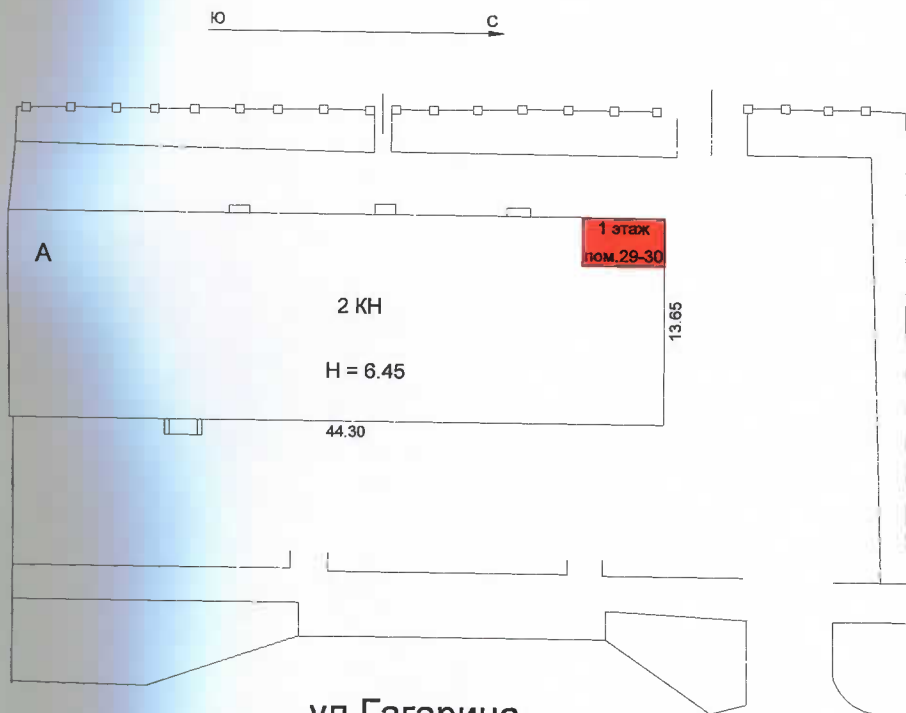 Ю С
1 этаж
пом.29-30
А
2 КН
13.65
Н = 6.45
44.30
ул.Гагарина